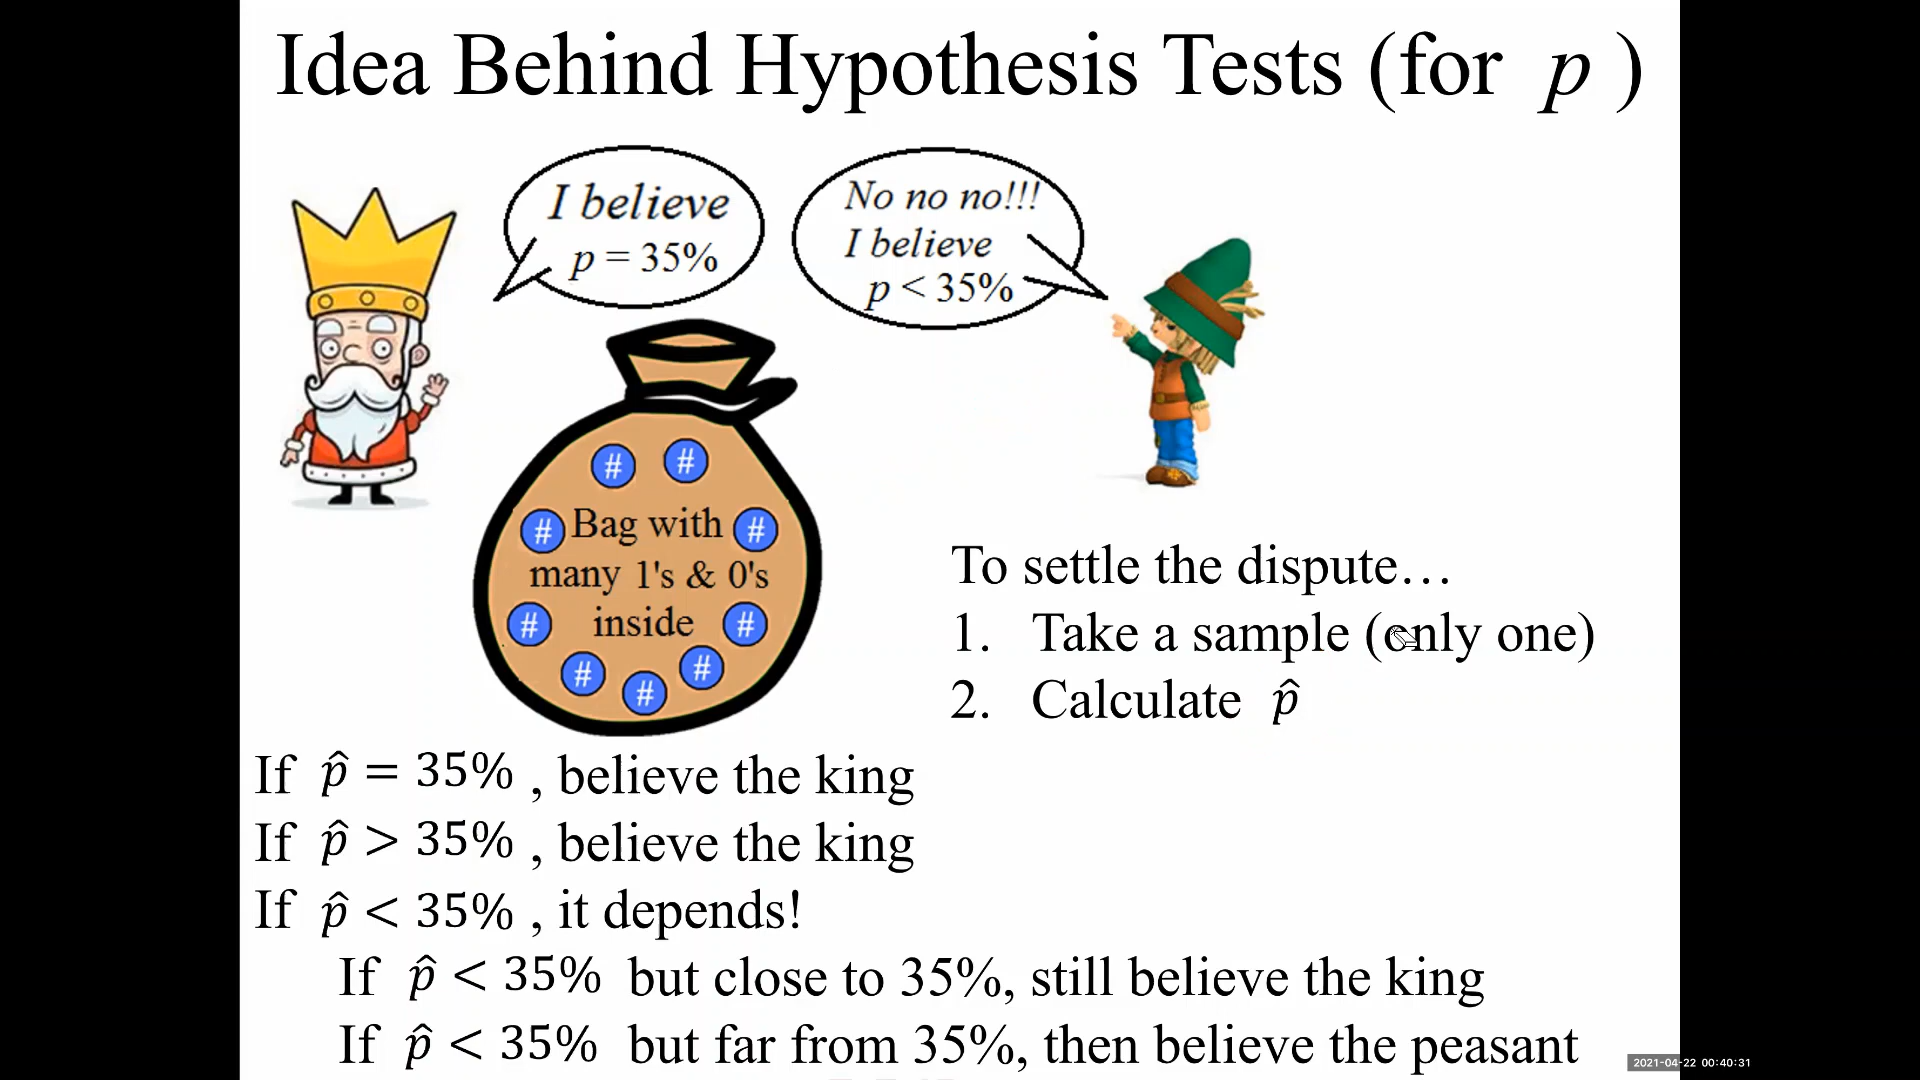 Idea Behind Hypothesis Tests (for p )
I believe
p = 35%
No no no!!!
I believe
p < 35%
# #
# Bag with #
many 1's & 0's
# inside #
# # #
To settle the dispute…
1. Take a sample (only one)
2. Calculate p̂
If p̂ = 35% , believe the king
If p̂ > 35% , believe the king
If p̂ < 35% , it depends!
If p̂ < 35% but close to 35%, still believe the king
If p̂ < 35% but far from 35%, then believe the peasant
2021-04-22 00:40:31